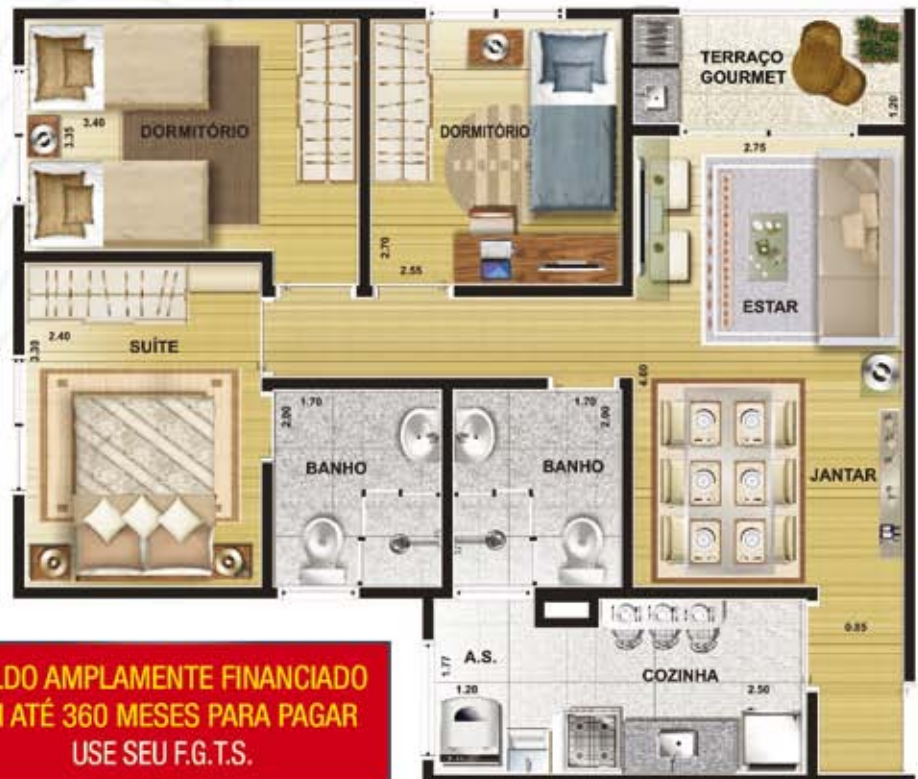 TERRAÇO
GOURMET
1.20
DORMITÓRIO
3.40
3.35
DORMITÓRIO
2.70
2.55
2.75
ESTAR
SUÍTE
2.40
3.30
4.60
1.70
2.00
BANHO
1.70
2.00
BANHO
JANTAR
0.85
A.S.
1.77
1.20
COZINHA
2.50
AMPLAMENTE FINANCIADO
ATÉ 360 MESES PARA PAGAR
USE SEU F.G.T.S.